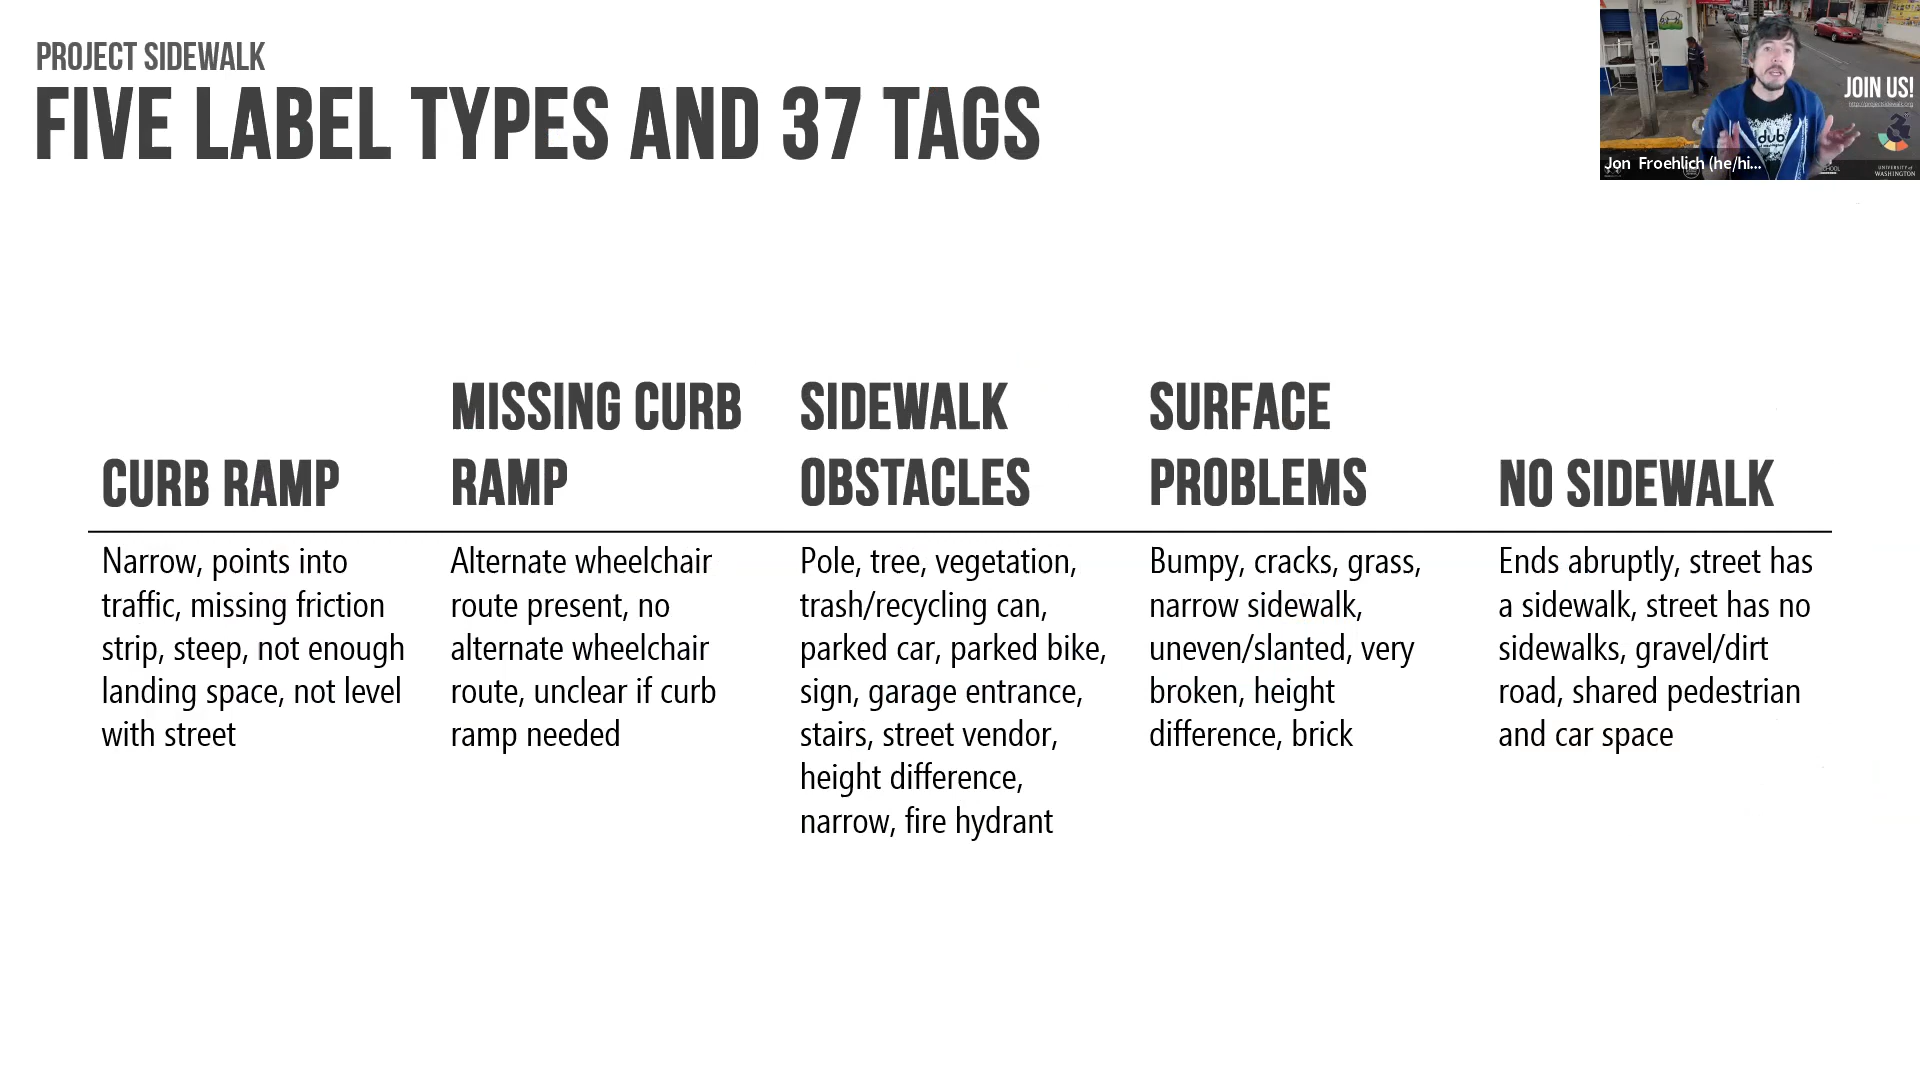 PROJECT SIDEWALK
FIVE LABEL TYPES AND 37 TAGS
JOIN US!
dub
Jon Froehlich (he/hi...
UNIVERSITY of
WASHINGTON
CURB RAMP
Narrow, points into
traffic, missing friction
strip, steep, not enough
landing space, not level
with street
MISSING CURB
RAMP
Alternate wheelchair
route present, no
alternate wheelchair
route, unclear if curb
ramp needed
SIDEWALK
OBSTACLES
Pole, tree, vegetation,
trash/recycling can,
parked car, parked bike,
sign, garage entrance,
stairs, street vendor,
height difference,
narrow, fire hydrant
SURFACE
PROBLEMS
Bumpy, cracks, grass,
narrow sidewalk,
uneven/slanted, very
broken, height
difference, brick
NO SIDEWALK
Ends abruptly, street has
a sidewalk, street has no
sidewalks, gravel/dirt
road, shared pedestrian
and car space